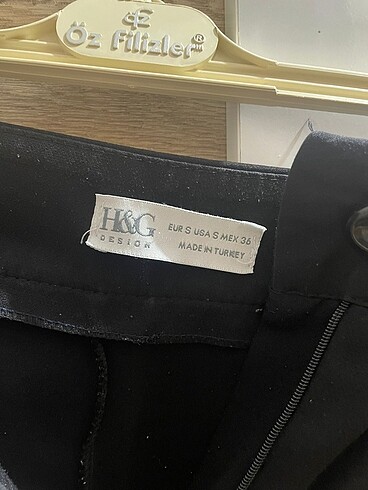 Öz Filizler®
H&G
DESIGN
EUR S USA S MEX 36
MADE IN TURKEY